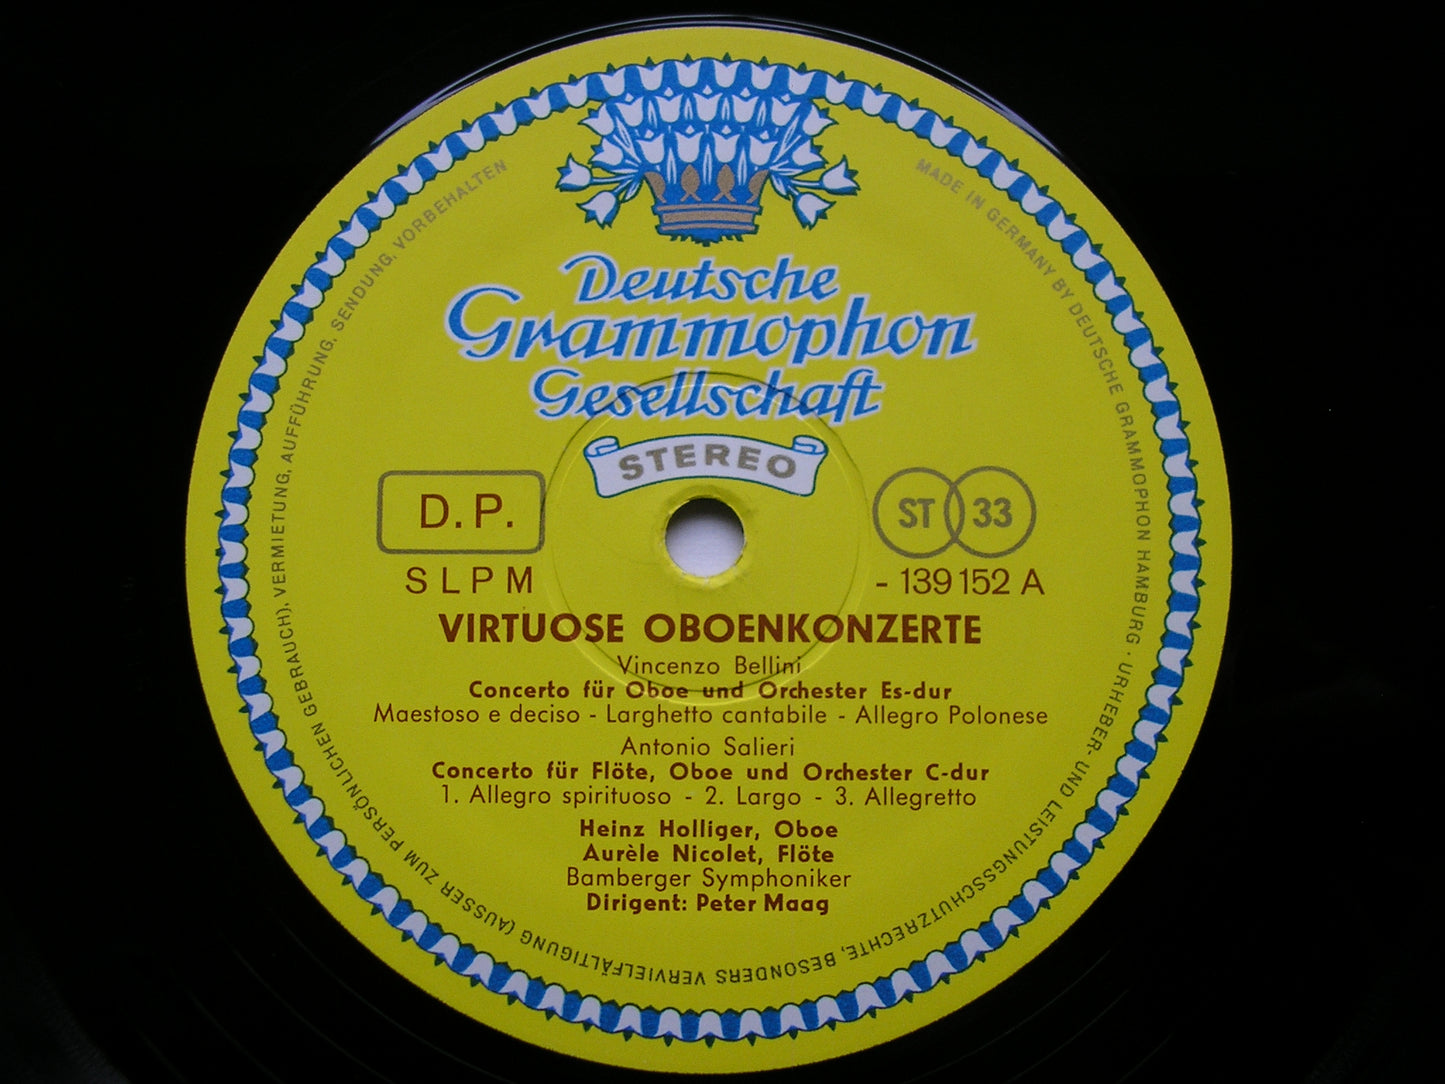 Deutsche
Grammophon
Gesellschaft
STEREO
D.P.
ST 33
SLPM - 139 152 A
VIRTUOSE OBOENKONZERTE
Vincenzo Bellini
Concerto für Oboe und Orchester Es-dur
Maestoso e deciso - Larghetto cantabile - Allegro Polonese
Antonio Salieri
Concerto für Flöte, Oboe und Orchester C-dur
1. Allegro spirituoso - 2. Largo - 3. Allegretto
Heinz Holliger, Oboe
Aurèle Nicolet, Flöte
Bamberger Symphoniker
Dirigent: Peter Maag
MADE IN GERMANY BY DEUTSCHE GRAMMOPHON HAMBURG · URHEBER- UND LEISTUNGSSCHUTZRECHTE, BESONDERS VERVIELFÄLTIGUNG (AUSSER ZUM PERSÖNLICHEN GEBRAUCH), VERMIETUNG, AUFFÜHRUNG, SENDUNG, VORBEHALTEN